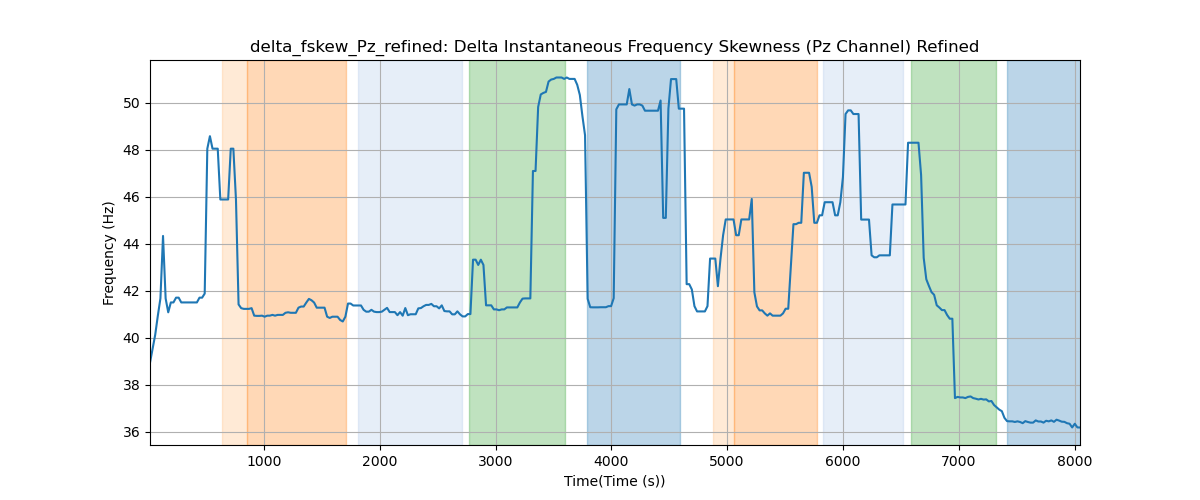 delta_fskew_Pz_refined: Delta Instantaneous Frequency Skewness (Pz Channel) Refined
Frequency (Hz)
50
48
46
44
42
40
38
36
1000 2000 3000 4000 5000 6000 7000 8000
Time(Time (s))